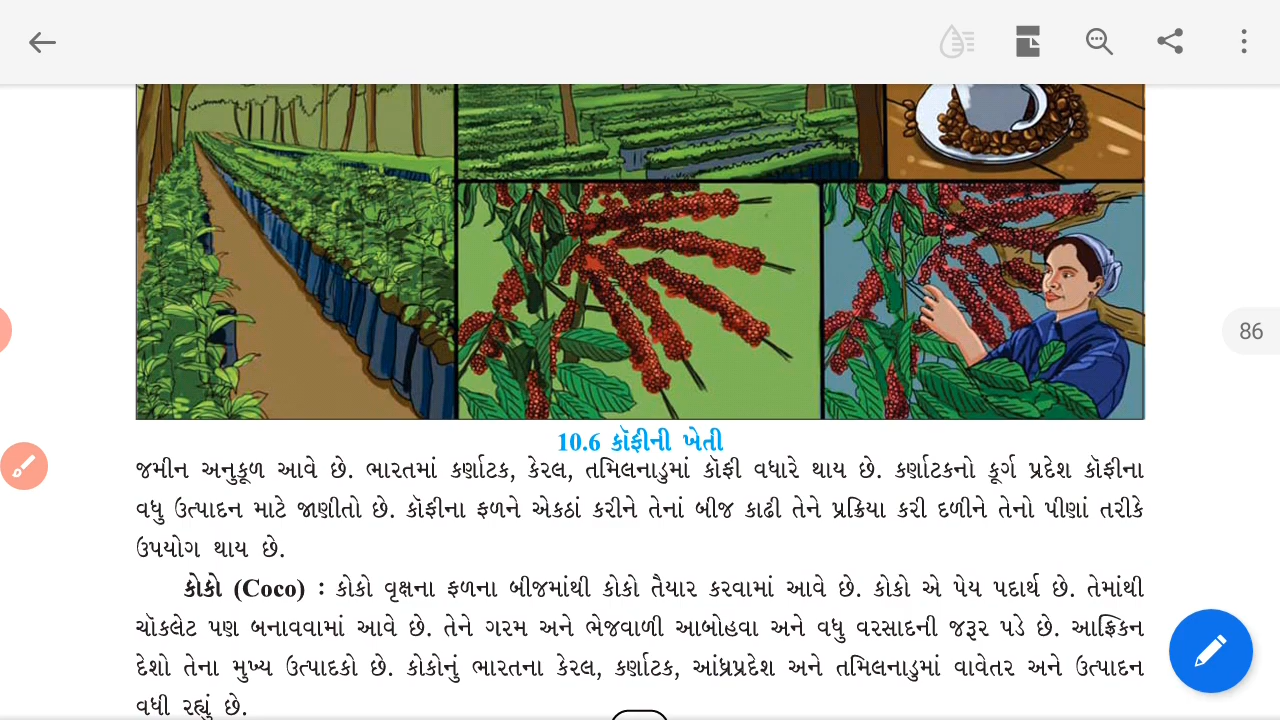 86
10.6 કૉફીની ખેતી
જમીન અનુકૂળ આવે છે. ભારતમાં કર્ણાટક, કેરલ, તમિલનાડુમાં કૉફી વધારે થાય છે. કર્ણાટકનો કૂર્ગ પ્રદેશ કૉફીના
વધુ ઉત્પાદન માટે જાણીતો છે. કૉફીના ફળને એકઠાં કરીને તેનાં બીજ કાઢી તેને પ્રક્રિયા કરી દળીને તેનો પીણાં તરીકે
ઉપયોગ થાય છે.
કોકો (Coco) : કોકો વૃક્ષના ફળના બીજમાંથી કોકો તૈયાર કરવામાં આવે છે. કોકો એ પેય પદાર્થ છે. તેમાંથી
ચૉકલેટ પણ બનાવવામાં આવે છે. તેને ગરમ અને ભેજવાળી આબોહવા અને વધુ વરસાદની જરૂર પડે છે. આફ્રિકન
દેશો તેના મુખ્ય ઉત્પાદકો છે. કોકોનું ભારતના કેરલ, કર્ણાટક, આંધ્રપ્રદેશ અને તમિલનાડુમાં વાવેતર અને ઉત્પાદન
વધી રહ્યું છે.